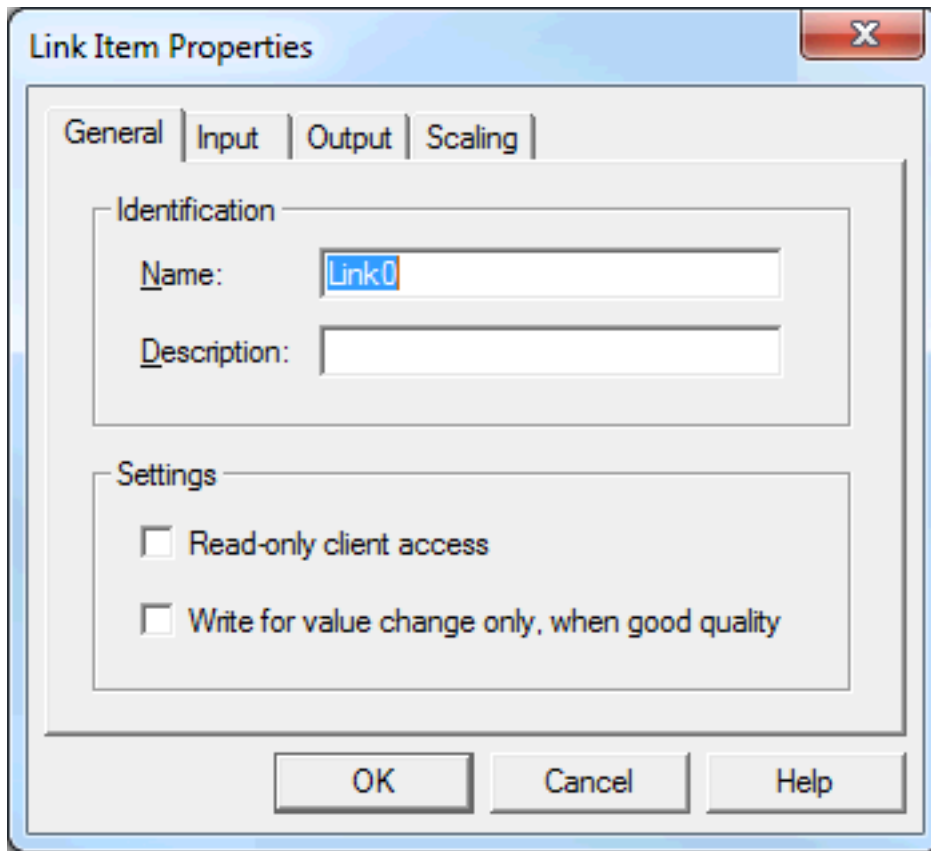 Link Item Properties
General Input Output Scaling
Identification
Name: Link0
Description:
Settings
Read-only client access
Write for value change only, when good quality
OK Cancel Help